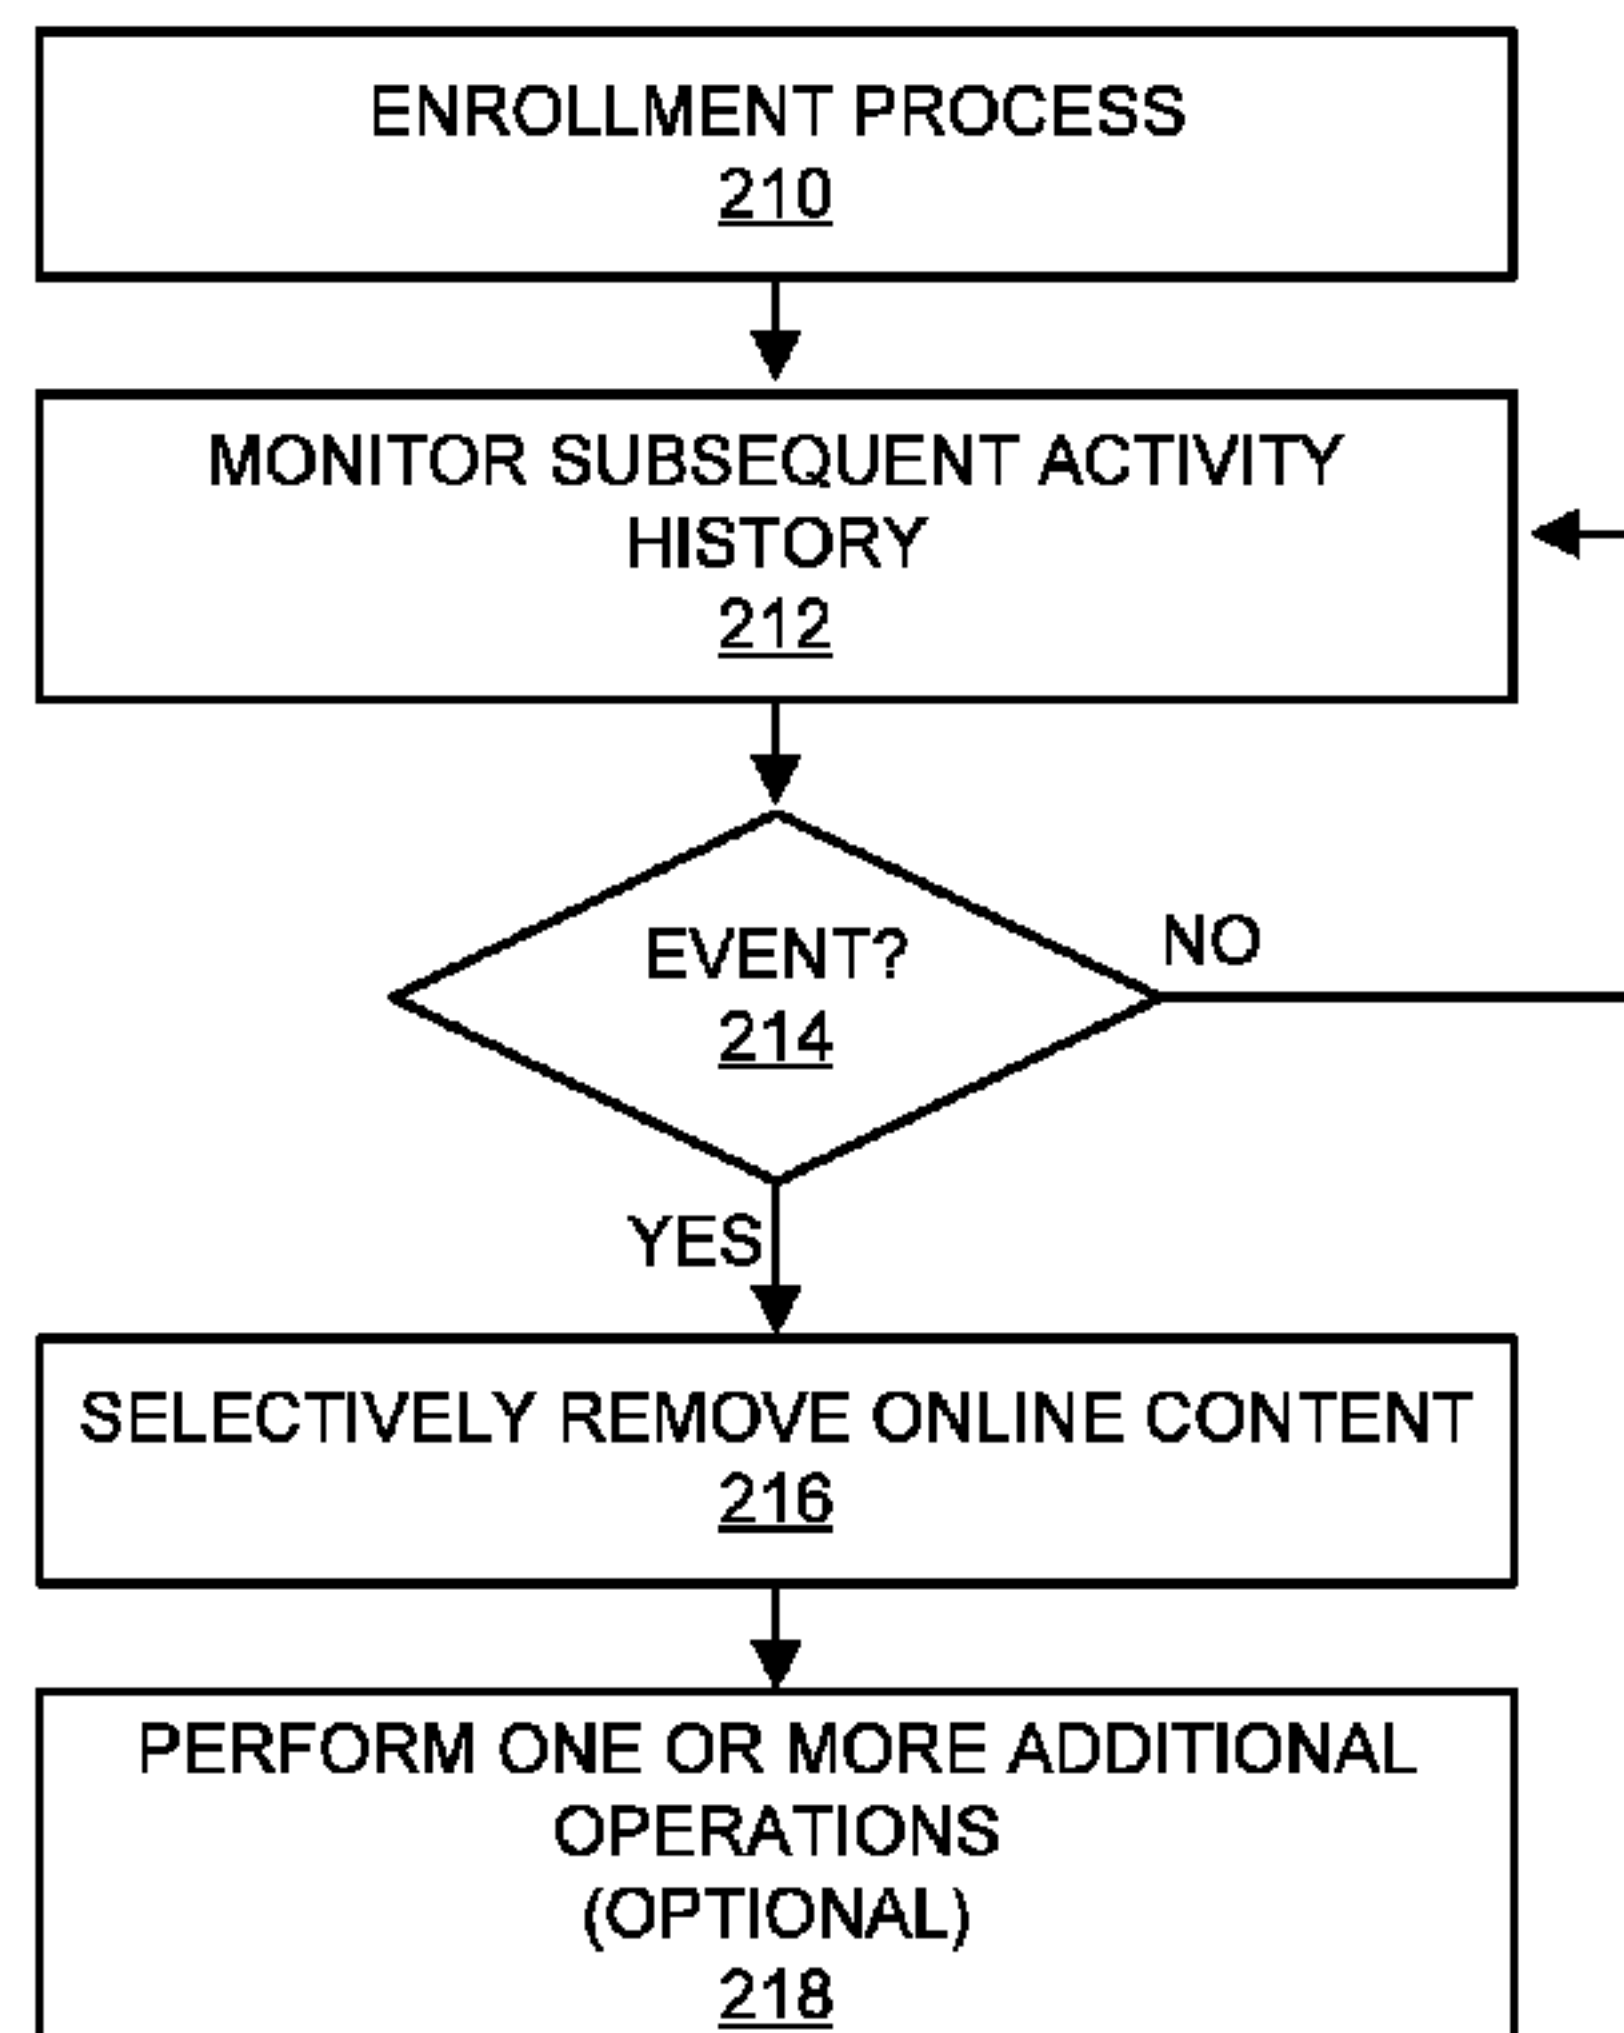 ENROLLMENT PROCESS
210
MONITOR SUBSEQUENT ACTIVITY
HISTORY
212
EVENT?
214
NO
YES
SELECTIVELY REMOVE ONLINE CONTENT
216
PERFORM ONE OR MORE ADDITIONAL
OPERATIONS
(OPTIONAL)
218